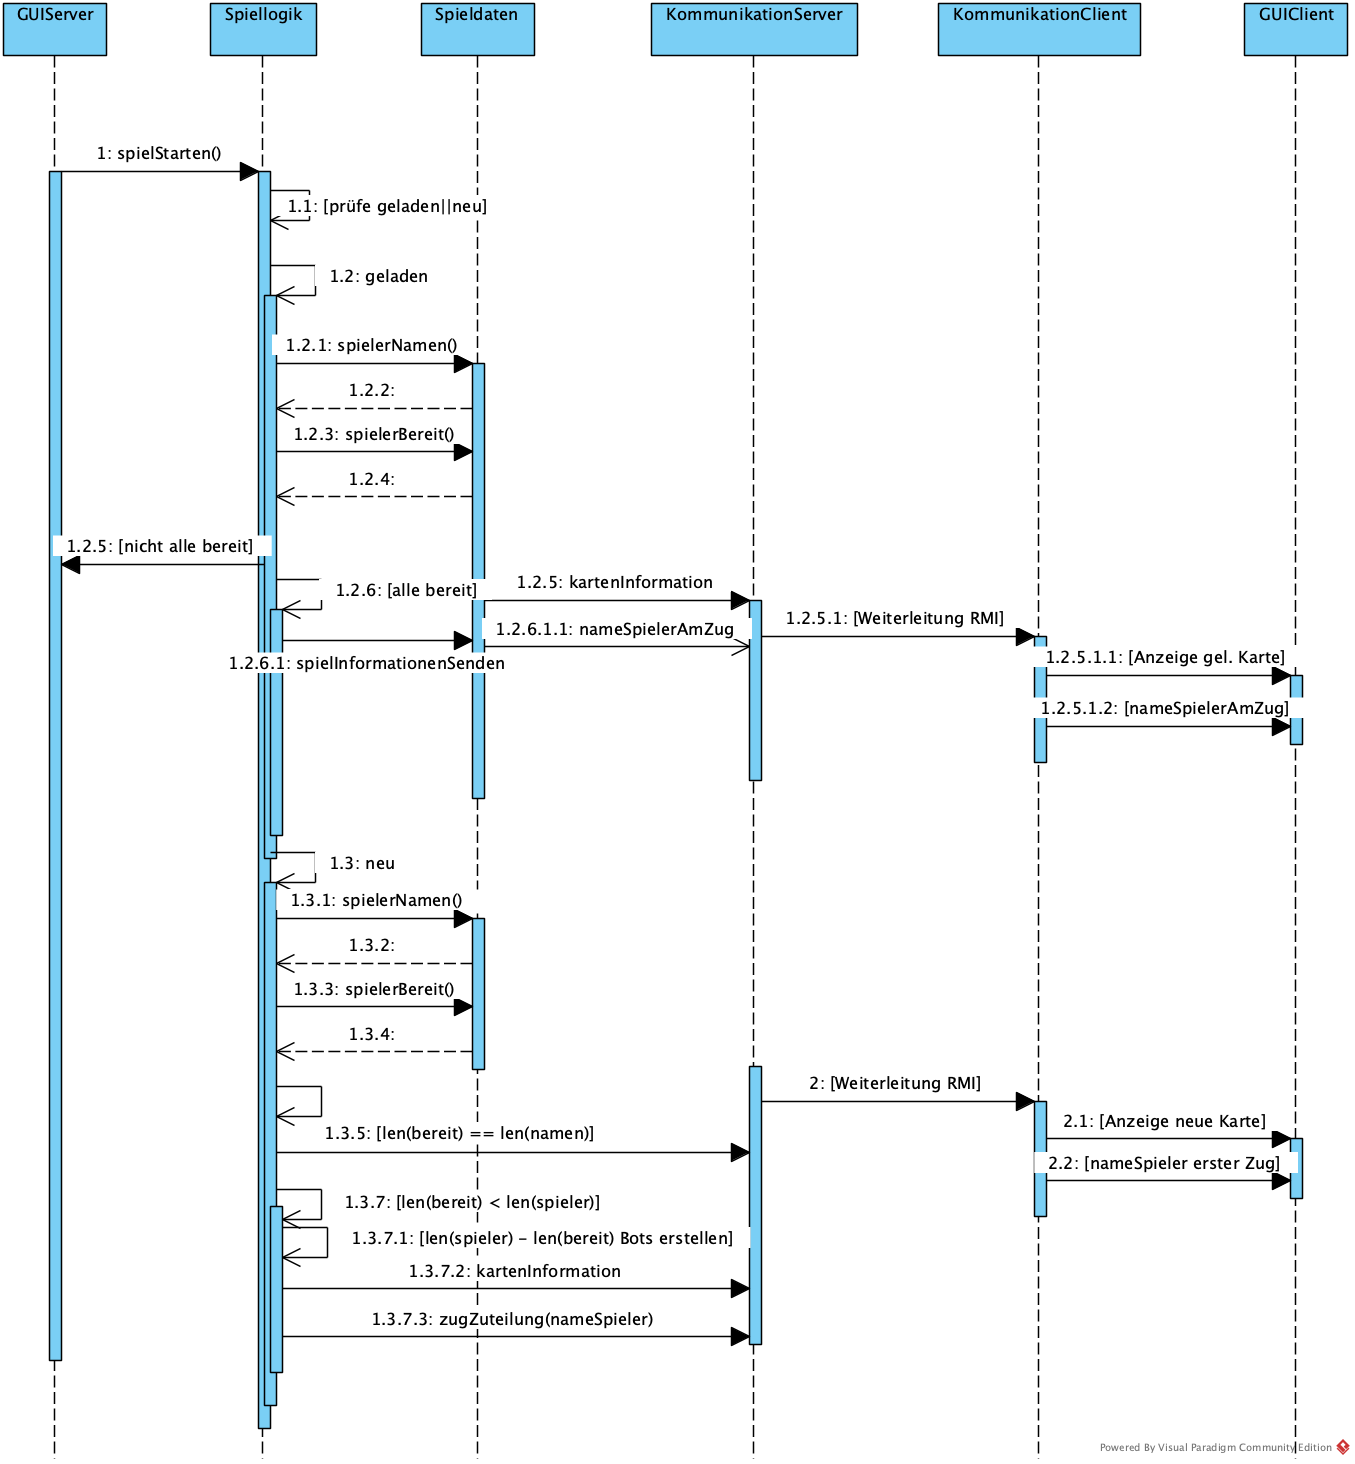 GUIServer
Spiellogik
Spieldaten
KommunikationServer
KommunikationClient
GUIClient
1: spielStarten()
1.1: [prüfe geladen||neu]
1.2: geladen
1.2.1: spielerNamen()
1.2.2:
1.2.3: spielerBereit()
1.2.4:
1.2.5: [nicht alle bereit]
1.2.6: [alle bereit]
1.2.5: kartenInformation
1.2.5.1: [Weiterleitung RMI]
1.2.6.1.1: nameSpielerAmZug
1.2.6.1: spielInformationenSenden
1.2.5.1.1: [Anzeige gel. Karte]
1.2.5.1.2: [nameSpielerAmZug]
1.3: neu
1.3.1: spielerNamen()
1.3.2:
1.3.3: spielerBereit()
1.3.4:
2: [Weiterleitung RMI]
2.1: [Anzeige neue Karte]
1.3.5: [len(bereit) == len(namen)]
2.2: [nameSpieler erster Zug]
1.3.7: [len(bereit) < len(spieler)]
1.3.7.1: [len(spieler) - len(bereit) Bots erstellen]
1.3.7.2: kartenInformation
1.3.7.3: zugZuteilung(nameSpieler)
Powered By Visual Paradigm Community Edition